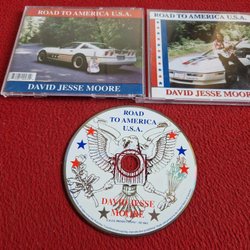 ROAD TO AMERICA U.S.A.
DAVID JESSE MOORE
ROAD TO AMERICA U.S.A.
DAVID JESSE MOORE
ROAD
TO AMERICA
U.S.A.
DAVID JESSE
MOORE